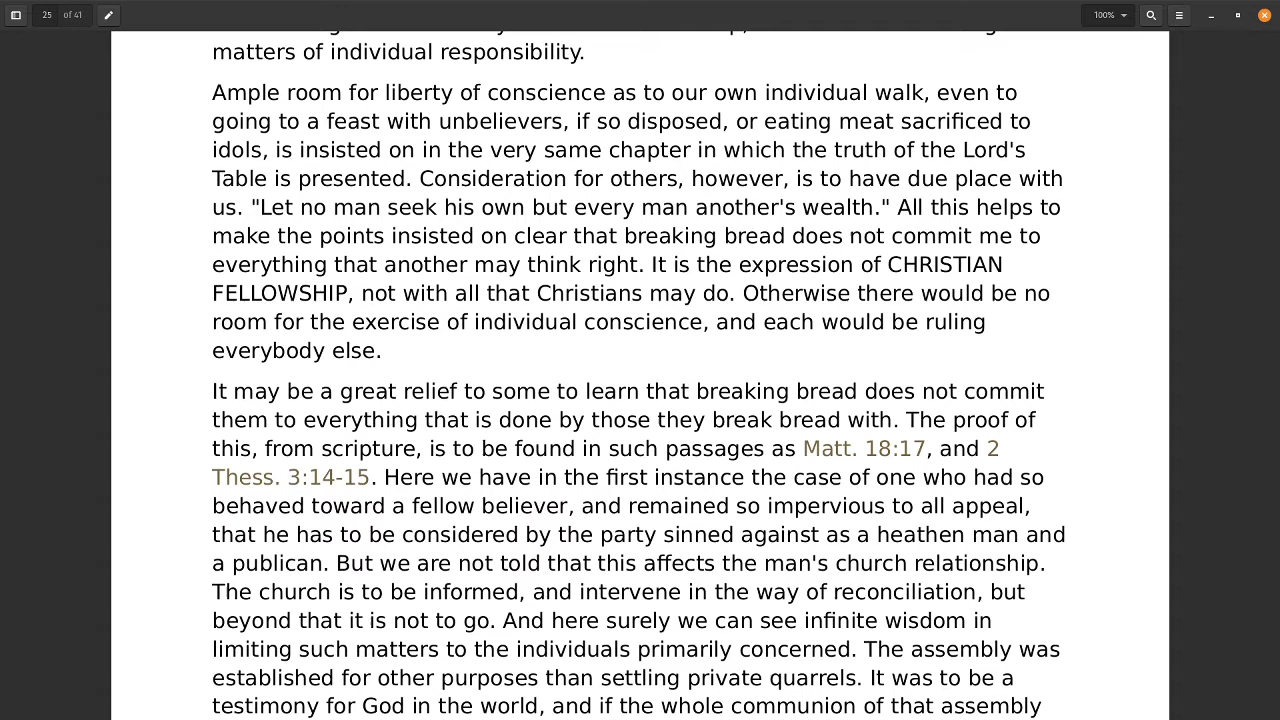 25 of 41
100%
matters of individual responsibility.
Ample room for liberty of conscience as to our own individual walk, even to
going to a feast with unbelievers, if so disposed, or eating meat sacrificed to
idols, is insisted on in the very same chapter in which the truth of the Lord's
Table is presented. Consideration for others, however, is to have due place with
us. "Let no man seek his own but every man another's wealth." All this helps to
make the points insisted on clear that breaking bread does not commit me to
everything that another may think right. It is the expression of CHRISTIAN
FELLOWSHIP, not with all that Christians may do. Otherwise there would be no
room for the exercise of individual conscience, and each would be ruling
everybody else.
It may be a great relief to some to learn that breaking bread does not commit
them to everything that is done by those they break bread with. The proof of
this, from scripture, is to be found in such passages as Matt. 18:17, and 2
Thess. 3:14-15. Here we have in the first instance the case of one who had so
behaved toward a fellow believer, and remained so impervious to all appeal,
that he has to be considered by the party sinned against as a heathen man and
a publican. But we are not told that this affects the man's church relationship.
The church is to be informed, and intervene in the way of reconciliation, but
beyond that it is not to go. And here surely we can see infinite wisdom in
limiting such matters to the individuals primarily concerned. The assembly was
established for other purposes than settling private quarrels. It was to be a
testimony for God in the world, and if the whole communion of that assembly